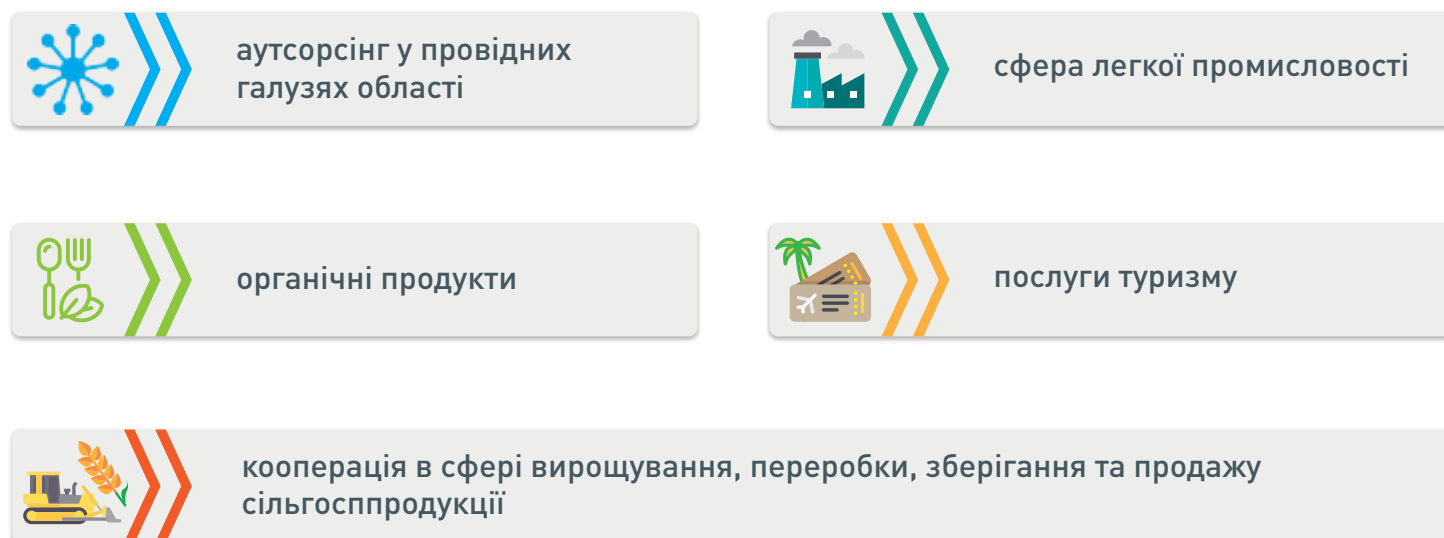 аутсорсінг у провідних
галузях області
сфера легкої промисловості
органічні продукти
послуги туризму
кооперація в сфері вирощування, переробки, зберігання та продажу
сільгосппродукції